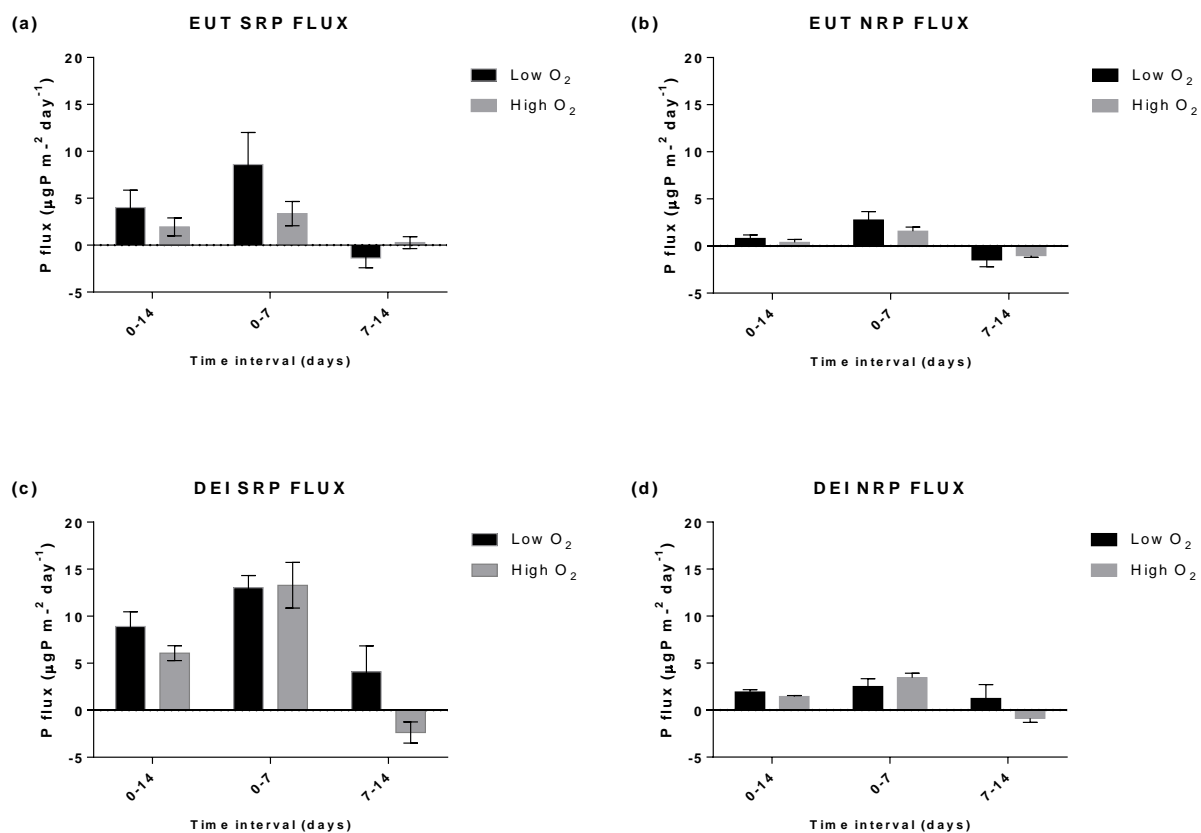 (a)
EUT SRP FLUX
P flux (µgP m-² day⁻¹)
20
15
10
5
0
-5
0-14
0-7
7-14
Time interval (days)
Low O₂
High O₂
(b)
EUT NRP FLUX
P flux (µgP m-² day⁻¹)
20
15
10
5
0
-5
0-14
0-7
7-14
Time interval (days)
Low O₂
High O₂
(c)
DEI SRP FLUX
P flux (µgP m-² day⁻¹)
20
15
10
5
0
-5
0-14
0-7
7-14
Time interval (days)
Low O₂
High O₂
(d)
DEI NRP FLUX
P flux (µgP m-² day⁻¹)
20
15
10
5
0
-5
0-14
0-7
7-14
Time interval (days)
Low O₂
High O₂